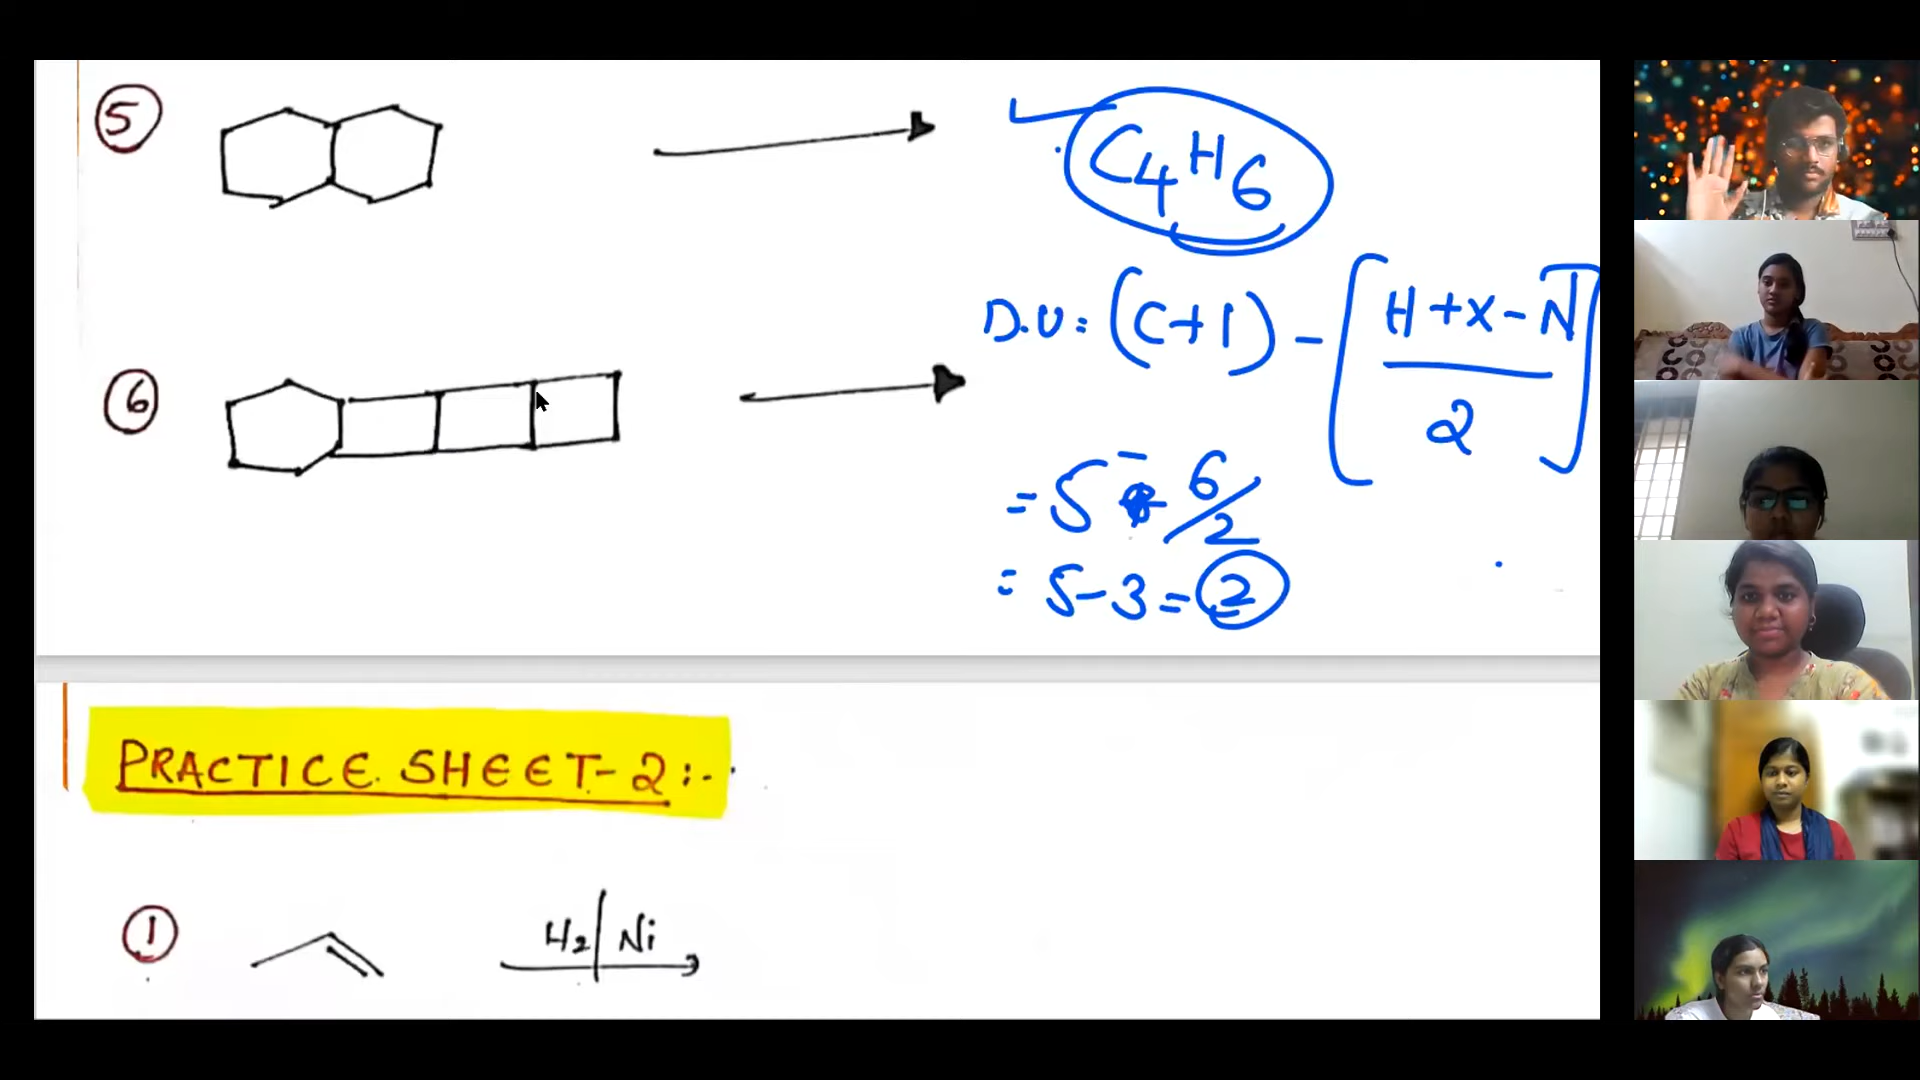 5
C4H6
D.U: (C+1) - [H+x-N/2]
6
= 5 - 6/2
= 5-3=2
PRACTICE SHEET-2:-
1
H2/Ni